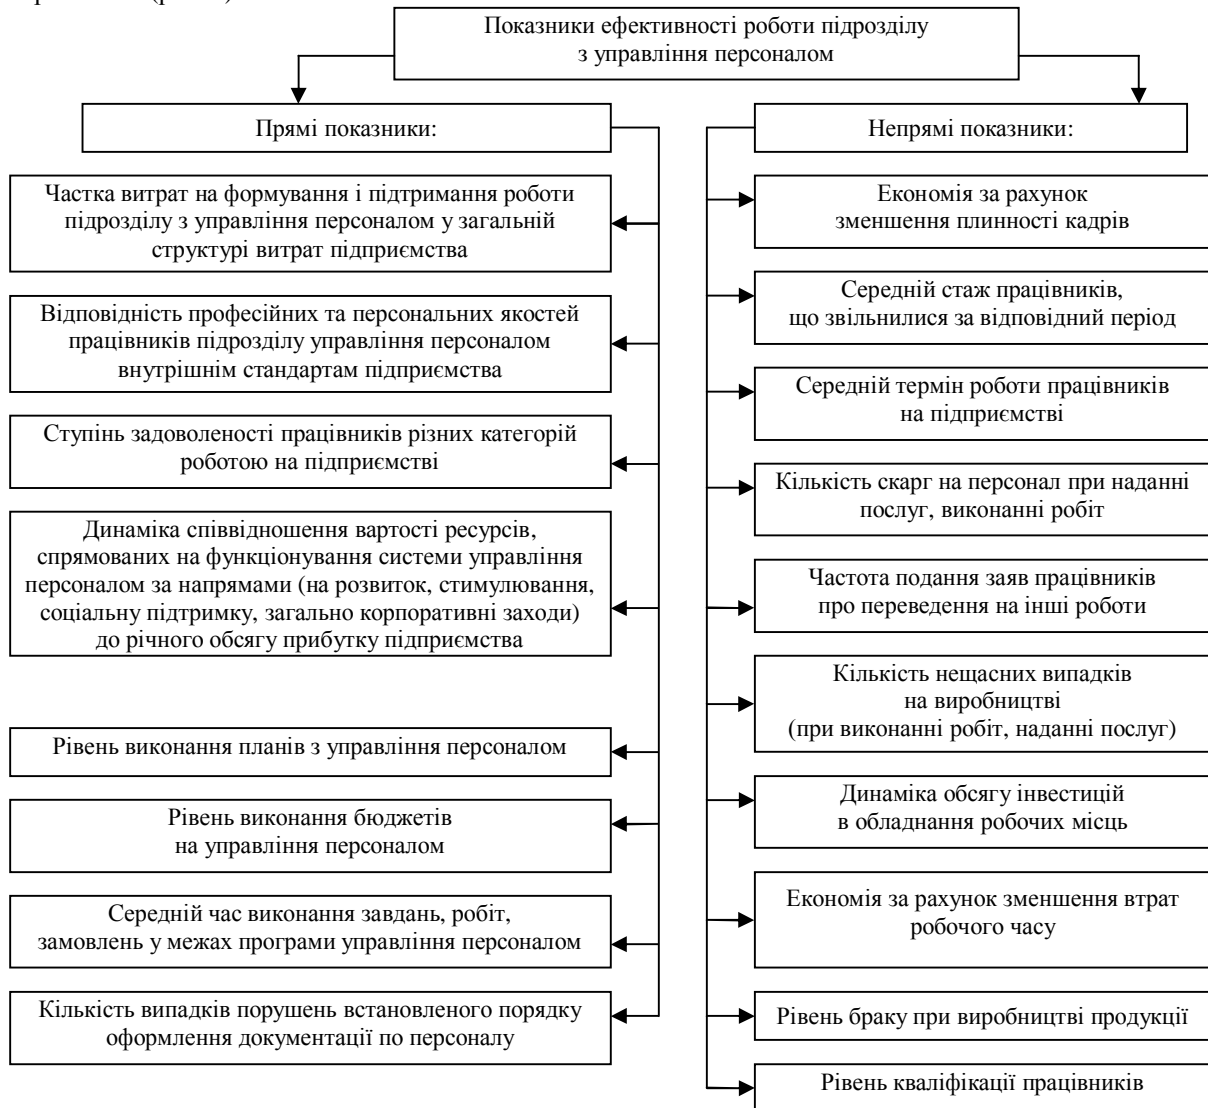 Показники ефективності роботи підрозділу
з управління персоналом
Прямі показники:
Частка витрат на формування і підтримання роботи
підрозділу з управління персоналом у загальній
структурі витрат підприємства
Відповідність професійних та персональних якостей
працівників підрозділу управління персоналом
внутрішнім стандартам підприємства
Ступінь задоволеності працівників різних категорій
роботою на підприємстві
Динаміка співвідношення вартості ресурсів,
спрямованих на функціонування системи управління
персоналом за напрямами (на розвиток, стимулювання,
соціальну підтримку, загально корпоративні заходи)
до річного обсягу прибутку підприємства
Рівень виконання планів з управління персоналом
Рівень виконання бюджетів
на управління персоналом
Середній час виконання завдань, робіт,
замовлень у межах програми управління персоналом
Кількість випадків порушень встановленого порядку
оформлення документації по персоналу
Непрямі показники:
Економія за рахунок
зменшення плинності кадрів
Середній стаж працівників,
що звільнилися за відповідний період
Середній термін роботи працівників
на підприємстві
Кількість скарг на персонал при наданні
послуг, виконанні робіт
Частота подання заяв працівників
про переведення на інші роботи
Кількість нещасних випадків
на виробництві
(при виконанні робіт, наданні послуг)
Динаміка обсягу інвестицій
в обладнання робочих місць
Економія за рахунок зменшення втрат
робочого часу
Рівень браку при виробництві продукції
Рівень кваліфікації працівників